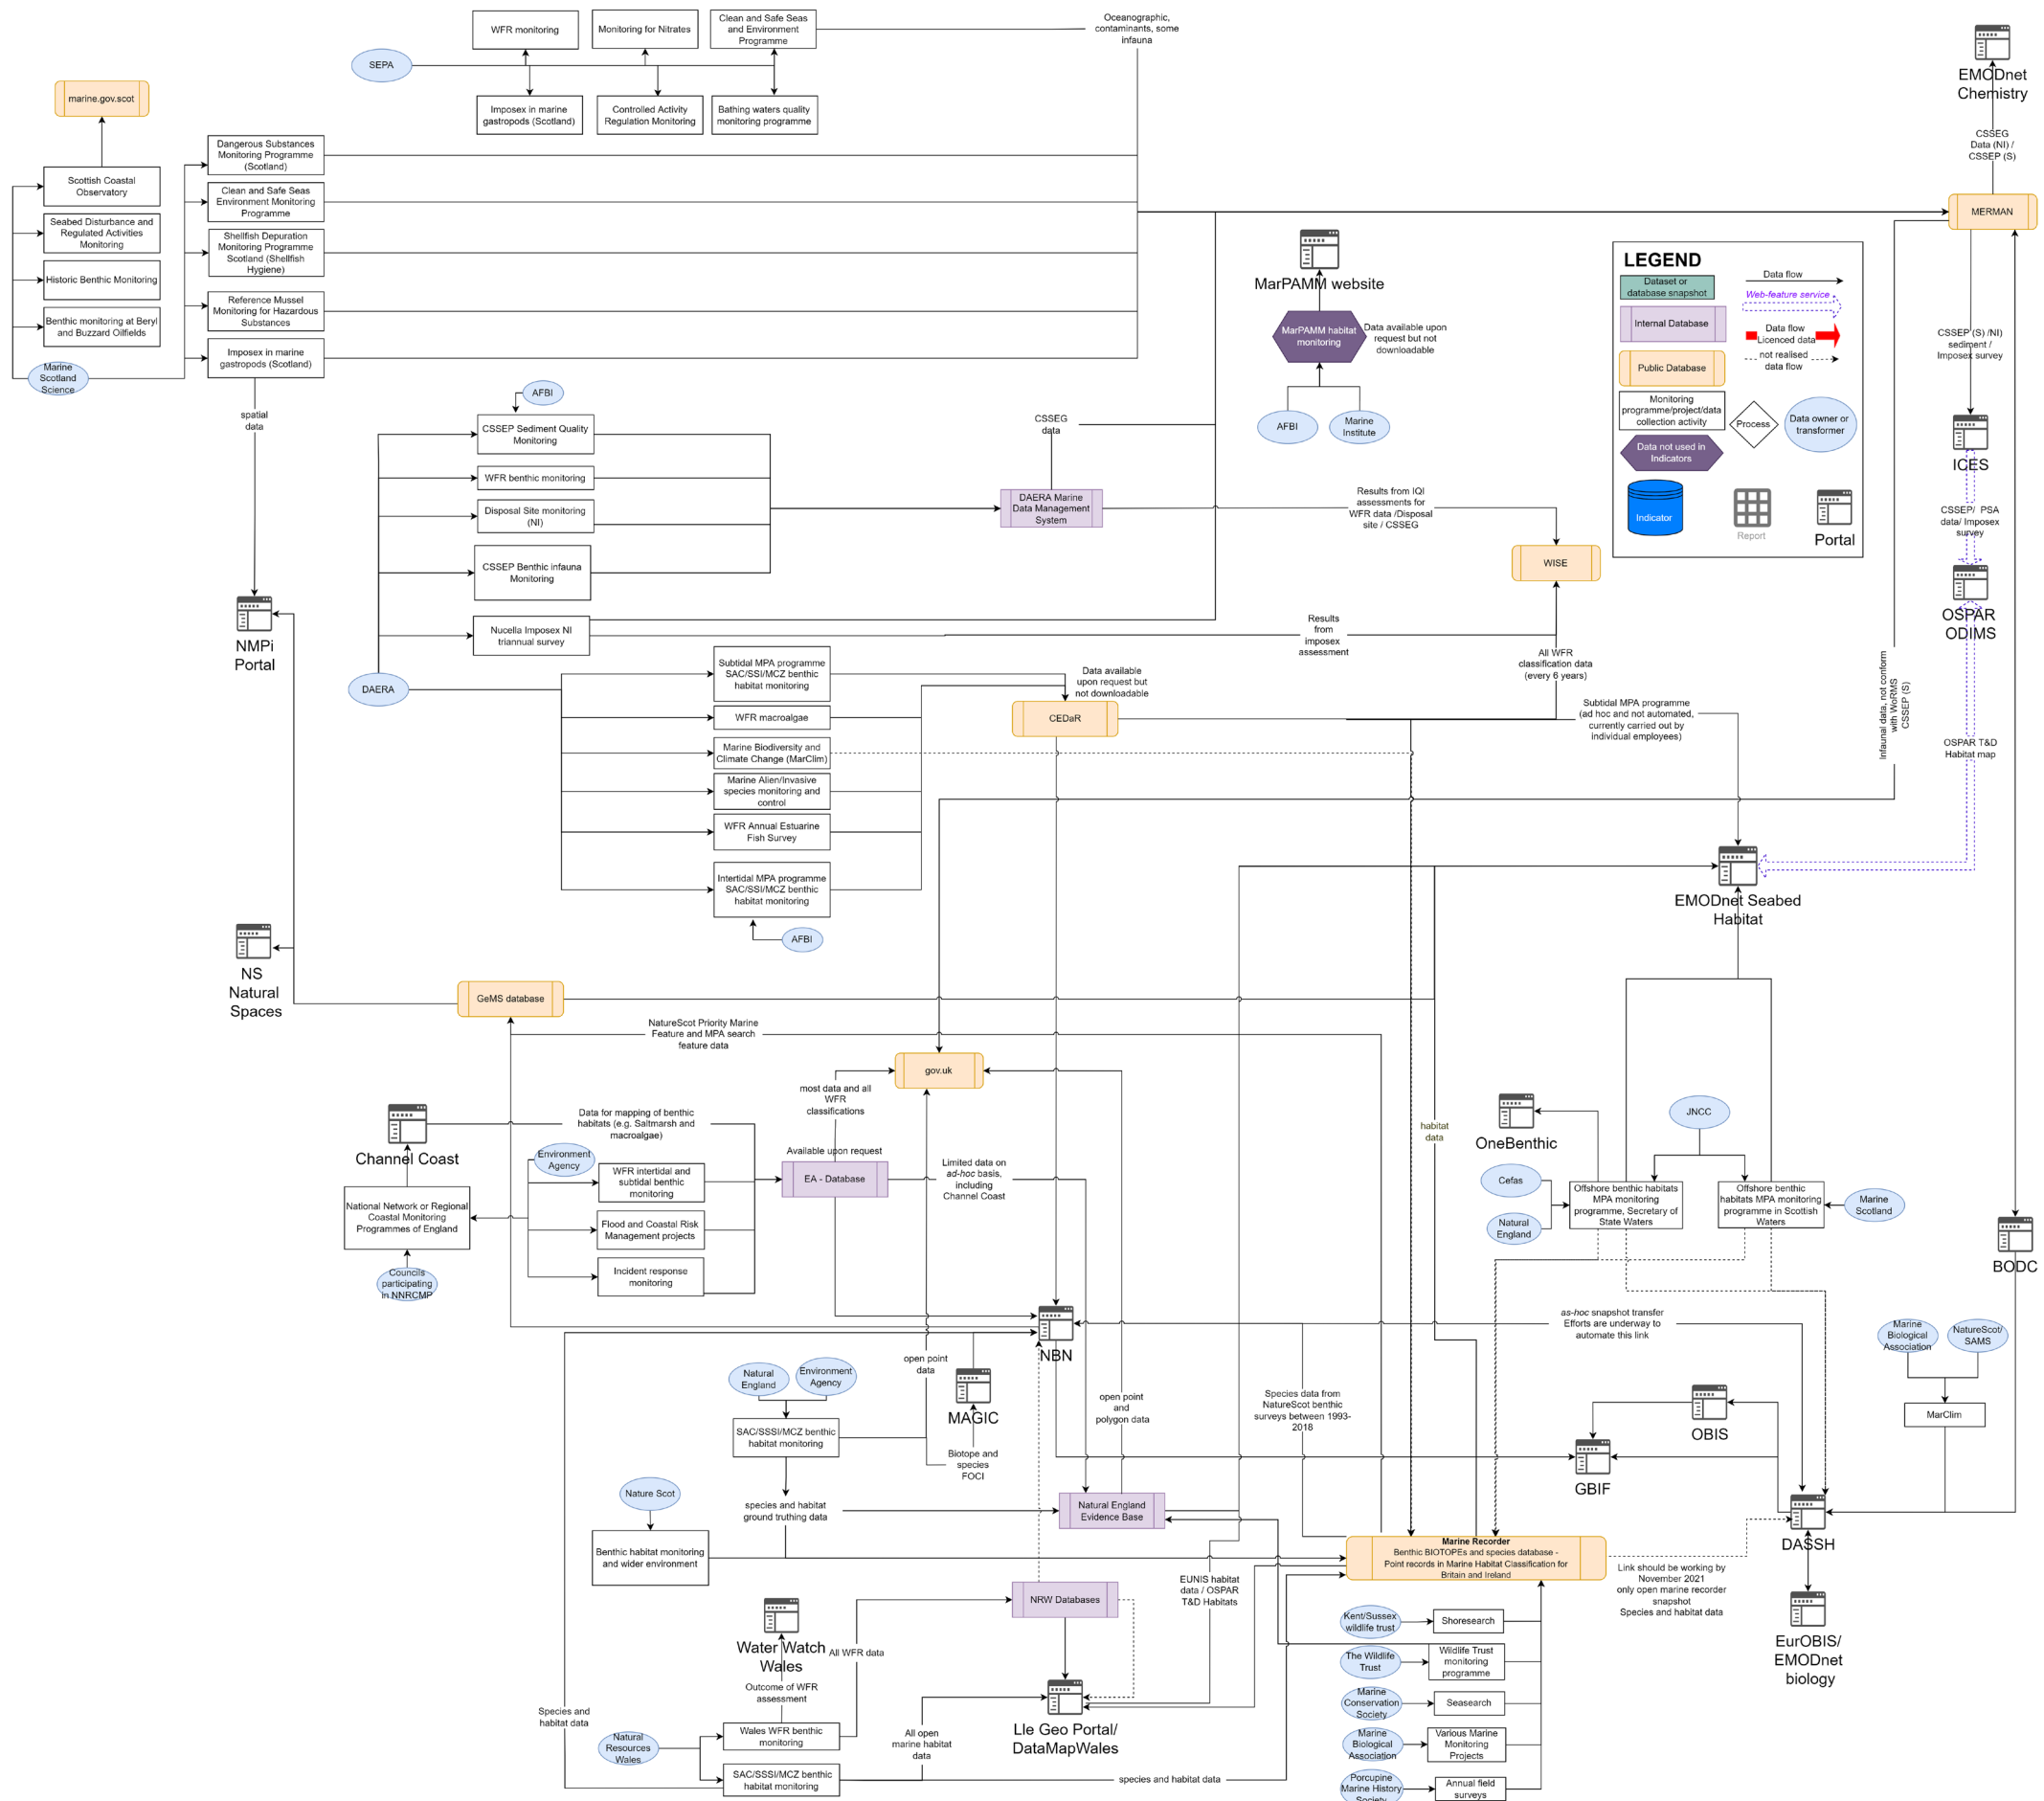 WFR monitoring
Monitoring for Nitrates
Clean and Safe Seas
and Environment
Programme
Oceanographic,
contaminants, some
infauna
SEPA
Imposex in marine
gastropods (Scotland)
Controlled Activity
Regulation Monitoring
Bathing waters quality
monitoring programme
EMODnet
Chemistry
CSSEG
Data (NI) /
CSSEP (S)
MERMAN
marine.gov.scot
Scottish Coastal
Observatory
Seabed Disturbance and
Regulated Activities
Monitoring
Historic Benthic Monitoring
Benthic monitoring at Beryl
and Buzzard Oilfields
Marine
Scotland
Science
Dangerous Substances
Monitoring Programme
(Scotland)
Clean and Safe Seas
Environment Monitoring
Programme
Shellfish Depuration
Monitoring Programme
Scotland (Shellfish
Hygiene)
Reference Mussel
Monitoring for Hazardous
Substances
Imposex in marine
gastropods (Scotland)
spatial
data
MarPAMM website
MarPAMM habitat
monitoring
Data available upon
request but not
downloadable
AFBI
Marine
Institute
LEGEND
Dataset or
database snapshot
Data flow
Web-feature service
Internal Database
Data flow
Licenced data
Public Database
not realised
data flow
Monitoring
programme/project/data
collection activity
Process
Data owner or
transformer
Data not used in
Indicators
Indicator
Report
Portal
CSSEP (S) /NI)
sediment /
Imposex survey
ICES
CSSEP/ PSA
data/ Imposex
survey
OSPAR
ODIMS
OSPAR T&D
Habitat map
Infaunal data, not conform
with WoRMS
CSSEP (S)
AFBI
CSSEP Sediment Quality
Monitoring
WFR benthic monitoring
Disposal Site monitoring
(NI)
CSSEP Benthic infauna
Monitoring
Nucella Imposex NI
triannual survey
CSSEG
data
DAERA Marine
Data Management
System
Results from IQI
assessments for
WFR data /Disposal
site / CSSEG
WISE
Results
from
imposex
assessment
All WFR
classification data
(every 6 years)
NMPi
Portal
DAERA
Subtidal MPA programme
SAC/SSI/MCZ benthic
habitat monitoring
WFR macroalgae
Marine Biodiversity and
Climate Change (MarClim)
Marine Alien/Invasive
species monitoring and
control
WFR Annual Estuarine
Fish Survey
Intertidal MPA programme
SAC/SSI/MCZ benthic
habitat monitoring
AFBI
Data available
upon request but
not downloadable
CEDaR
Subtidal MPA programme
(ad hoc and not automated,
currently carried out by
individual employees)
EMODnet Seabed
Habitat
NS
Natural
Spaces
GeMS database
NatureScot Priority Marine
Feature and MPA search
feature data
gov.uk
most data and all
WFR
classifications
Channel Coast
Data for mapping of benthic
habitats (e.g. Saltmarsh and
macroalgae)
Available upon request
EA - Database
Limited data on
ad-hoc basis,
including
Channel Coast
Environment
Agency
WFR intertidal and
subtidal benthic
monitoring
Flood and Coastal Risk
Management projects
Incident response
monitoring
National Network or Regional
Coastal Monitoring
Programmes of England
Councils
participating
in NNRCMP
habitat
data
OneBenthic
JNCC
Cefas
Natural
England
Offshore benthic habitats
MPA monitoring
programme, Secretary of
State Waters
Offshore benthic
habitats MPA monitoring
programme in Scottish
Waters
Marine
Scotland
BODC
as-hoc snapshot transfer
Efforts are underway to
automate this link
NBN
Marine
Biological
Association
NatureScot/
SAMS
MarClim
open point
data
MAGIC
Biotope and
species
FOCI
Natural
England
Environment
Agency
SAC/SSSI/MCZ benthic
habitat monitoring
open point
and
polygon data
Species data from
NatureScot benthic
surveys between 1993-
2018
OBIS
GBIF
DASSH
Nature Scot
species and habitat
ground truthing data
Natural England
Evidence Base
Benthic habitat monitoring
and wider environment
Marine Recorder
Benthic BIOTOPEs and species database -
Point records in Marine Habitat Classification for
Britain and Ireland
Link should be working by
November 2021
only open marine recorder
snapshot
Species and habitat data
EurOBIS/
EMODnet
biology
EUNIS habitat
data / OSPAR
T&D Habitats
NRW Databases
Water Watch
Wales
All WFR data
Outcome of WFR
assessment
Lle Geo Portal/
DataMapWales
Species and
habitat data
Natural
Resources
Wales
Wales WFR benthic
monitoring
SAC/SSSI/MCZ benthic
habitat monitoring
All open
marine habitat
data
species and habitat data
Kent/Sussex
wildlife trust
Shoresearch
The Wildlife
Trust
Wildlife Trust
monitoring
programme
Marine
Conservation
Society
Seasearch
Marine
Biological
Association
Various Marine
Monitoring
Projects
Porcupine
Marine History
Society
Annual field
surveys